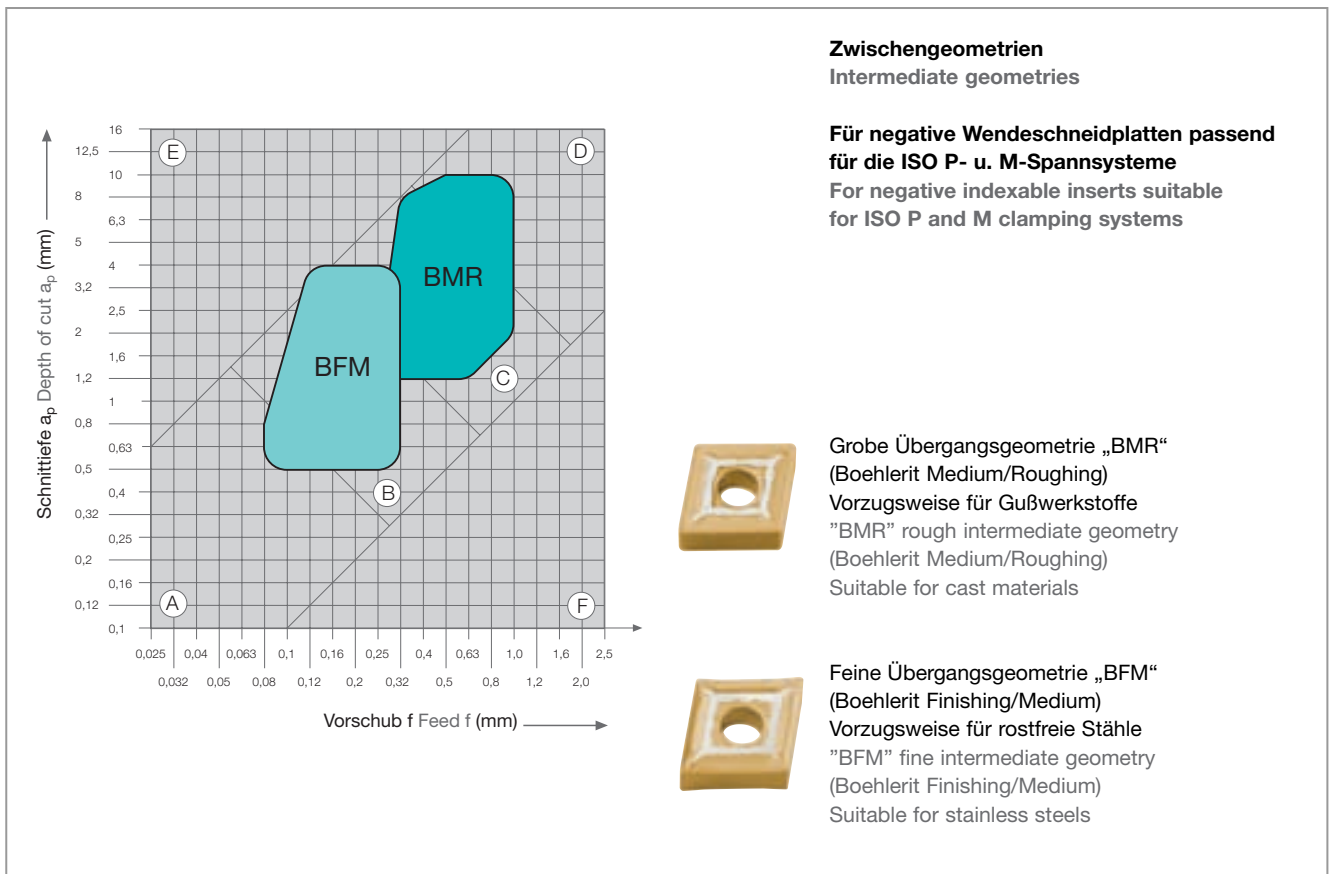 Zwischengeometrien
Intermediate geometries
Für negative Wendeschneidplatten passend
für die ISO P- u. M-Spannsysteme
For negative indexable inserts suitable
for ISO P and M clamping systems
Schnittiefe ap Depth of cut ap (mm)
16
12,5
10
8
6,3
5
4
3,2
2,5
2
1,6
1,2
1
0,8
0,63
0,5
0,4
0,32
0,25
0,2
0,16
0,12
0,1
E
D
BMR
BFM
C
B
A
F
0,025 0,04 0,063 0,1 0,16 0,25 0,4 0,63 1,0 1,6 2,5
0,032 0,05 0,08 0,12 0,2 0,32 0,5 0,8 1,2 2,0
Vorschub f Feed f (mm)
Grobe Übergangsgeometrie „BMR“
(Boehlerit Medium/Roughing)
Vorzugsweise für Gußwerkstoffe
”BMR” rough intermediate geometry
(Boehlerit Medium/Roughing)
Suitable for cast materials
Feine Übergangsgeometrie „BFM“
(Boehlerit Finishing/Medium)
Vorzugsweise für rostfreie Stähle
”BFM” fine intermediate geometry
(Boehlerit Finishing/Medium)
Suitable for stainless steels